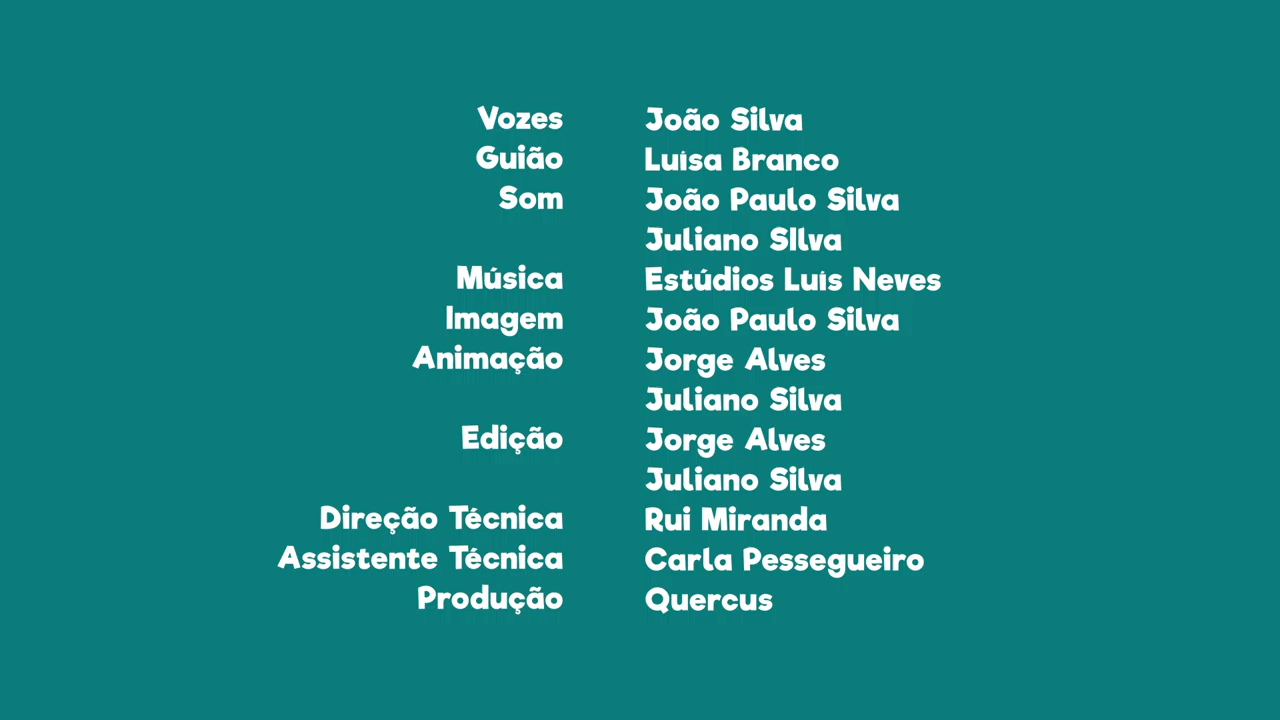 Vozes João Silva
Guião Luísa Branco
Som João Paulo Silva
Juliano SIlva
Música Estúdios Luís Neves
Imagem João Paulo Silva
Animação Jorge Alves
Juliano Silva
Edição Jorge Alves
Juliano Silva
Direção Técnica Rui Miranda
Assistente Técnica Carla Pessegueiro
Produção Quercus